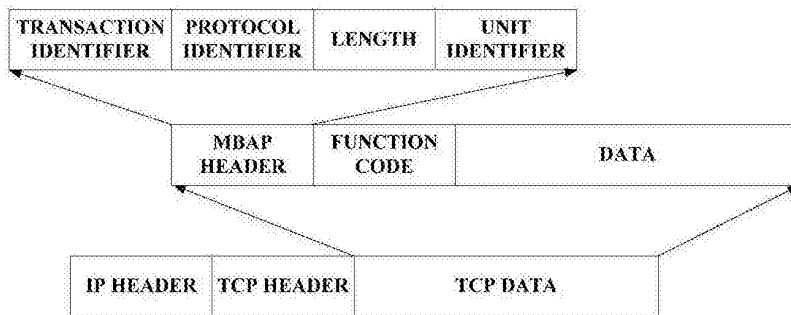 TRANSACTION IDENTIFIER
PROTOCOL IDENTIFIER
LENGTH
UNIT IDENTIFIER
MBAP HEADER
FUNCTION CODE
DATA
IP HEADER
TCP HEADER
TCP DATA